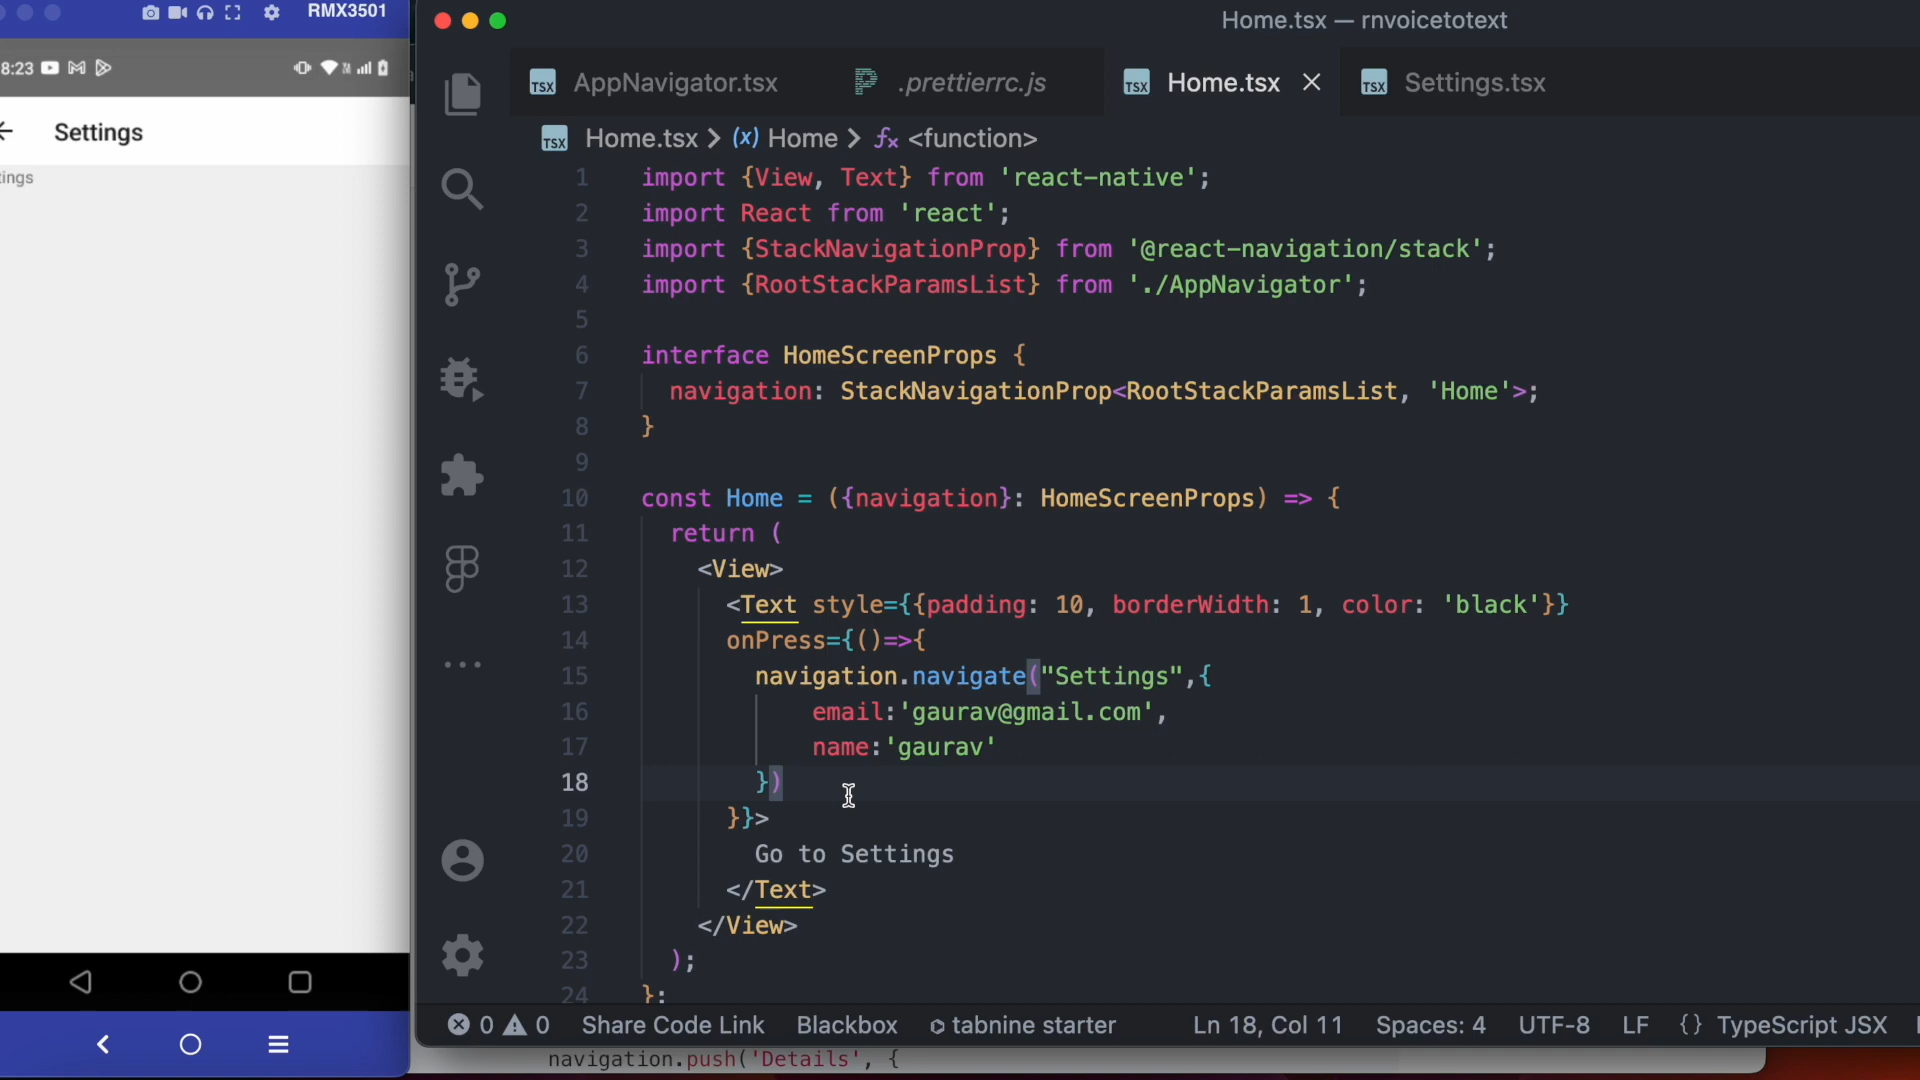 RMX3501
8:23
Settings
tings
Home.tsx — rnvoicetotext
TSX AppNavigator.tsx
.prettierrc.js
TSX Home.tsx ×
TSX Settings.tsx
TSX Home.tsx > (x) Home > fx <function>
1 import {View, Text} from 'react-native';
2 import React from 'react';
3 import {StackNavigationProp} from '@react-navigation/stack';
4 import {RootStackParamsList} from './AppNavigator';
5
6 interface HomeScreenProps {
7 navigation: StackNavigationProp<RootStackParamsList, 'Home'>;
8 }
9
10 const Home = ({navigation}: HomeScreenProps) => {
11 return (
12 <View>
13 <Text style={{padding: 10, borderWidth: 1, color: 'black'}}
14 onPress={()=>{
15 navigation.navigate("Settings",{
16 email:'gaurav@gmail.com',
17 name:'gaurav'
18 })
19 }}>
20 Go to Settings
21 </Text>
22 </View>
23 );
24 };
0 0 Share Code Link Blackbox tabnine starter Ln 18, Col 11 Spaces: 4 UTF-8 LF {} TypeScript JSX
navigation.push('Details', {